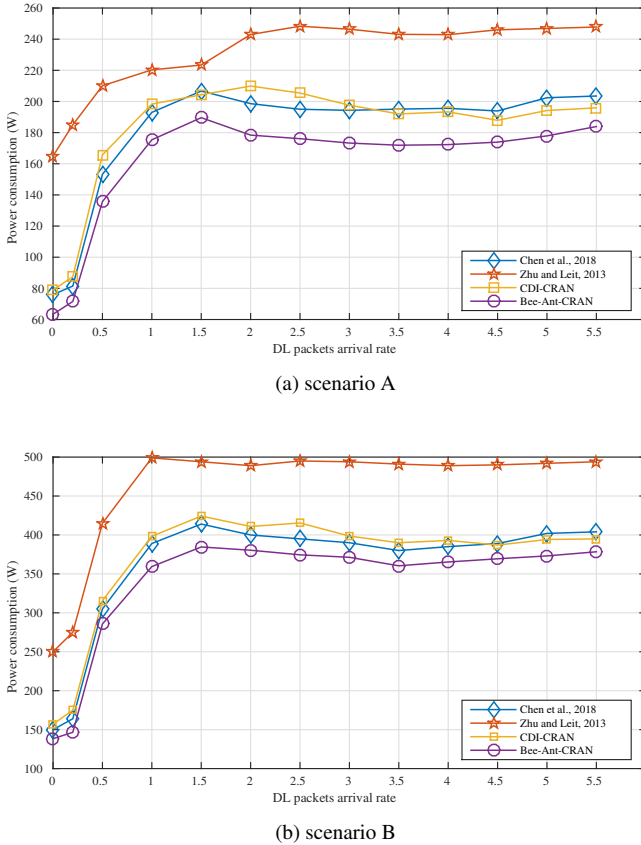 260
240
220
200
180
160
140
120
100
80
60
Power consumption (W)
0 0.5 1 1.5 2 2.5 3 3.5 4 4.5 5 5.5
DL packets arrival rate
Chen et al., 2018
Zhu and Leit, 2013
CDI-CRAN
Bee-Ant-CRAN
(a) scenario A
500
450
400
350
300
250
200
150
100
Power consumption (W)
0 0.5 1 1.5 2 2.5 3 3.5 4 4.5 5 5.5
DL packets arrival rate
Chen et al., 2018
Zhu and Leit, 2013
CDI-CRAN
Bee-Ant-CRAN
(b) scenario B